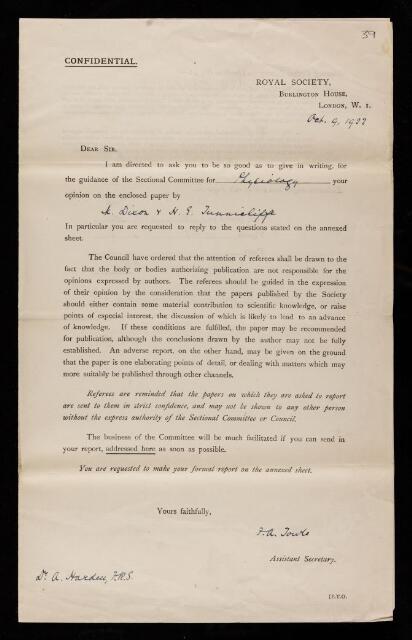 39
CONFIDENTIAL.
ROYAL SOCIETY,
BURLINGTON HOUSE,
LONDON, W. 1.
Oct. 9, 1922
DEAR SIR,
I am directed to ask you to be so good as to give in writing, for
the guidance of the Sectional Committee for Physiology your
opinion on the enclosed paper by
M. Dixon & H. E. Tunnicliffe
In particular you are requested to reply to the questions stated on the annexed
sheet.
The Council have ordered that the attention of referees shall be drawn to the
fact that the body or bodies authorizing publication are not responsible for the
opinions expressed by authors. The referees should be guided in the expression
of their opinion by the consideration that the papers published by the Society
should either contain some material contribution to scientific knowledge, or raise
points of especial interest, the discussion of which is likely to lead to an advance
of knowledge. If these conditions are fulfilled, the paper may be recommended
for publication, although the conclusions drawn by the author may not be fully
established. An adverse report, on the other hand, may be given on the ground
that the paper is one elaborating points of detail, or dealing with matters which may
more suitably be published through other channels.
Referees are reminded that the papers on which they are asked to report
are sent to them in strict confidence, and may not be shown to any other person
without the express authority of the Sectional Committee or Council.
The business of the Committee will be much facilitated if you can send in
your report, addressed here as soon as possible.
You are requested to make your formal report on the annexed sheet.
Yours faithfully,
F. A. Towle
Assistant Secretary.
Dr. A. Harden, F.R.S.
[P.T.O.